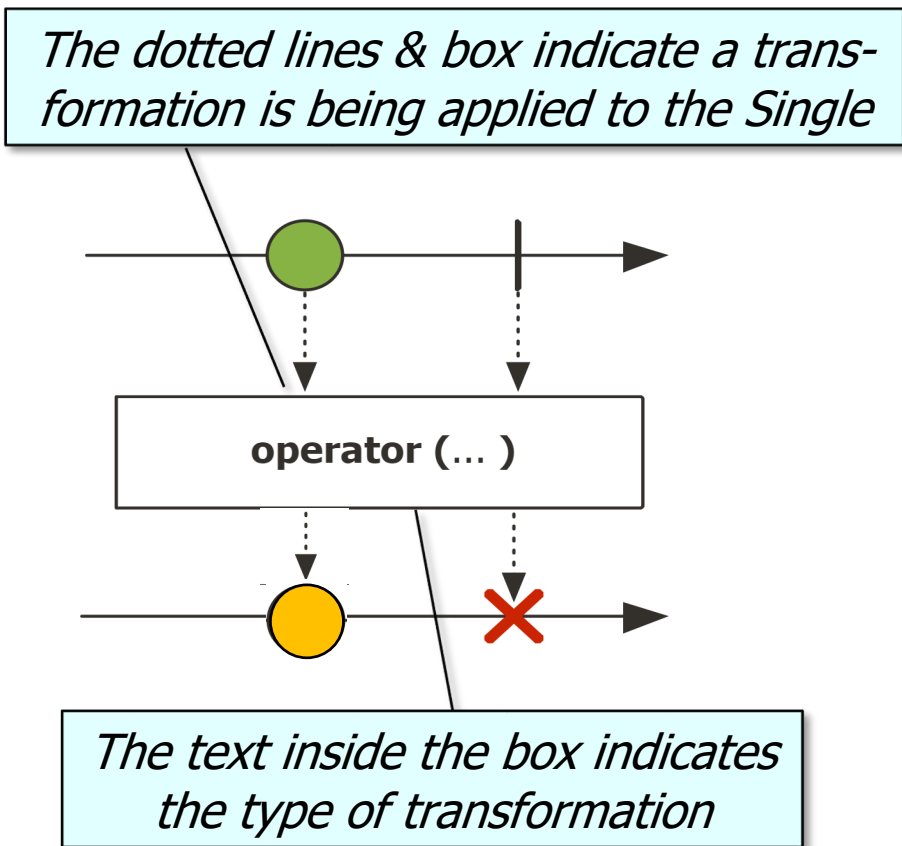 The dotted lines & box indicate a trans-
formation is being applied to the Single
operator (... )
The text inside the box indicates
the type of transformation